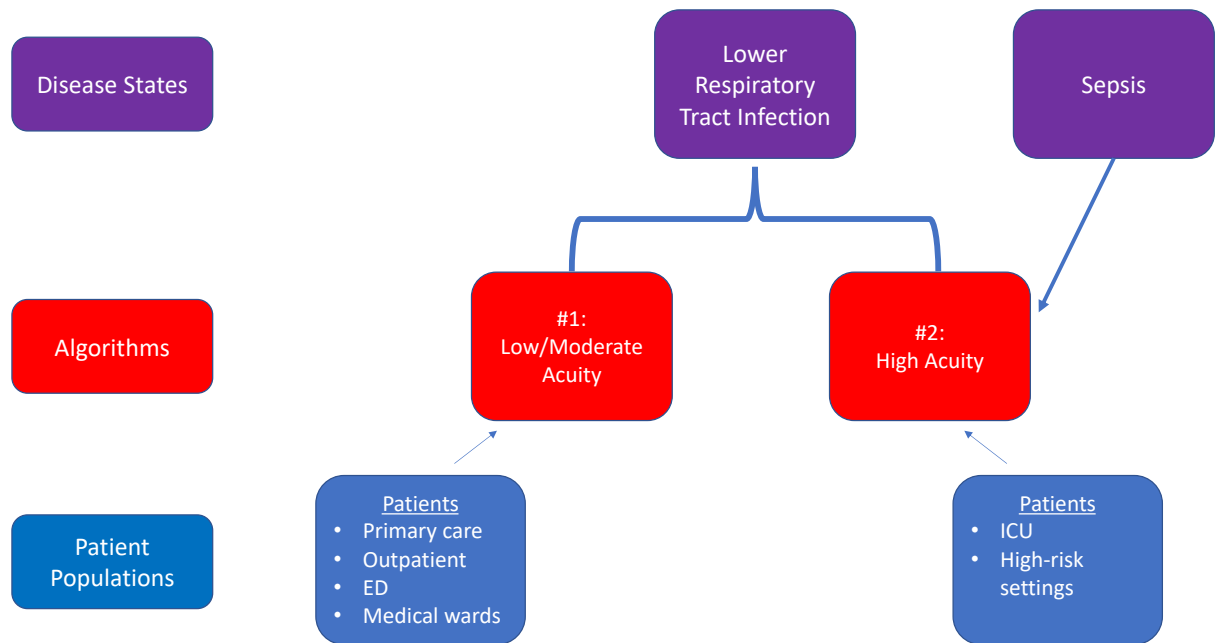 Disease States
Lower
Respiratory
Tract Infection
Sepsis
Algorithms
#1:
Low/Moderate
Acuity
#2:
High Acuity
Patient
Populations
Patients
• Primary care
• Outpatient
• ED
• Medical wards
Patients
• ICU
• High-risk
settings